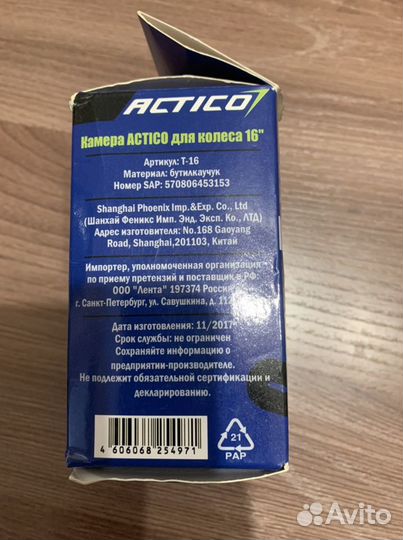 ACTICO
Камера ACTICO для колеса 16"
Артикул: Т-16
Материал: бутилкаучук
Номер SAP: 570806453153
Shanghai Phoenix Imp.&Exp. Co., Ltd
(Шанхай Феникс Имп. Энд. Эксп. Ко., ЛТД)
Адрес изготовителя: No.168 Gaoyang
Road, Shanghai,201103, Китай
Импортер, уполномоченная организация
по приему претензий и поставщик в РФ:
ООО "Лента" 197374 Россия
г. Санкт-Петербург, ул. Савушкина, д. 112
Дата изготовления: 11/2017
Срок службы: не ограничен
Сохраняйте информацию о
предприятии-производителе.
Не подлежит обязательной сертификации и
декларированию.
4 606068 254971
21
PAP
Avito